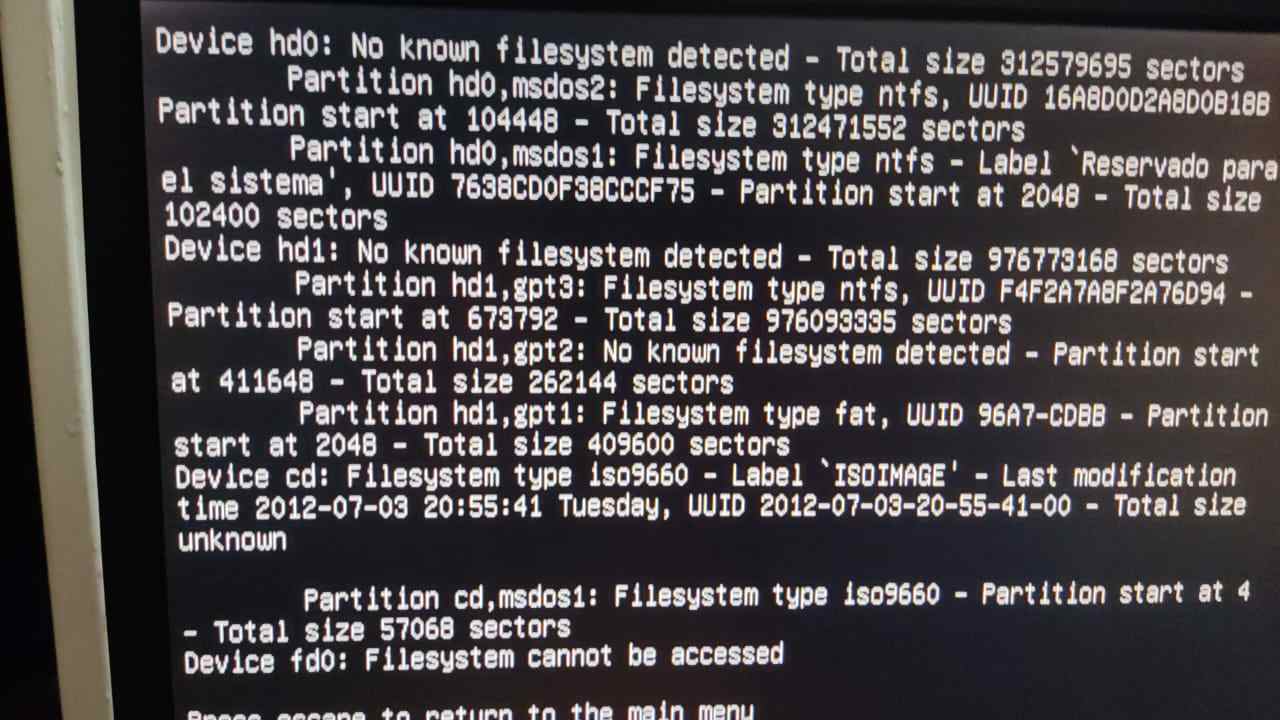 Device hd0: No known filesystem detected - Total size 312579695 sectors
Partition hd0,msdos2: Filesystem type ntfs, UUID 16A8D0D2A8D0B18B
Partition start at 104448 - Total size 312471552 sectors
Partition hd0,msdos1: Filesystem type ntfs - Label `Reservado para
el sistema', UUID 7638CD0F38CCCF75 - Partition start at 2048 - Total size
102400 sectors
Device hd1: No known filesystem detected - Total size 976773168 sectors
Partition hd1,gpt3: Filesystem type ntfs, UUID F4F2A7A8F2A76D94 -
Partition start at 673792 - Total size 976093335 sectors
Partition hd1,gpt2: No known filesystem detected - Partition start
at 411648 - Total size 262144 sectors
Partition hd1,gpt1: Filesystem type fat, UUID 96A7-CDBB - Partition
start at 2048 - Total size 409600 sectors
Device cd: Filesystem type iso9660 - Label `ISOIMAGE' - Last modification
time 2012-07-03 20:55:41 Tuesday, UUID 2012-07-03-20-55-41-00 - Total size
unknown
Partition cd,msdos1: Filesystem type iso9660 - Partition start at 4
- Total size 57068 sectors
Device fd0: Filesystem cannot be accessed
Press escape to return to the main menu